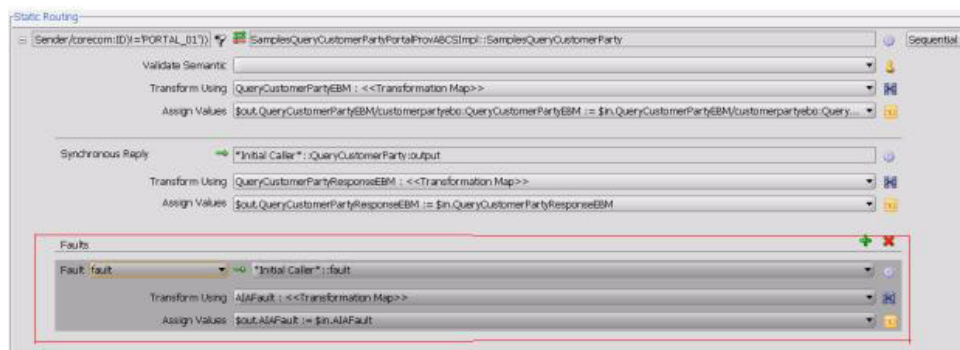 Static Routing
Sender/corecom:ID)!='PORTAL_01')) SamplesQueryCustomerPartyPortalProvABCSImpl::SamplesQueryCustomerParty Sequential
Validate Semantic
Transform Using QueryCustomerPartyEBM : <<Transformation Map>>
Assign Values $out.QueryCustomerPartyEBM/customerpartyebo:QueryCustomerPartyEBM := $in.QueryCustomerPartyEBM/customerpartyebo:Query...
Synchronous Reply *Initial Caller*::QueryCustomerParty:output
Transform Using QueryCustomerPartyResponseEBM : <<Transformation Map>>
Assign Values $out.QueryCustomerPartyResponseEBM := $in.QueryCustomerPartyResponseEBM
Faults
Fault fault *Initial Caller*::fault
Transform Using AIAFault : <<Transformation Map>>
Assign Values $out.AIAFault := $in.AIAFault